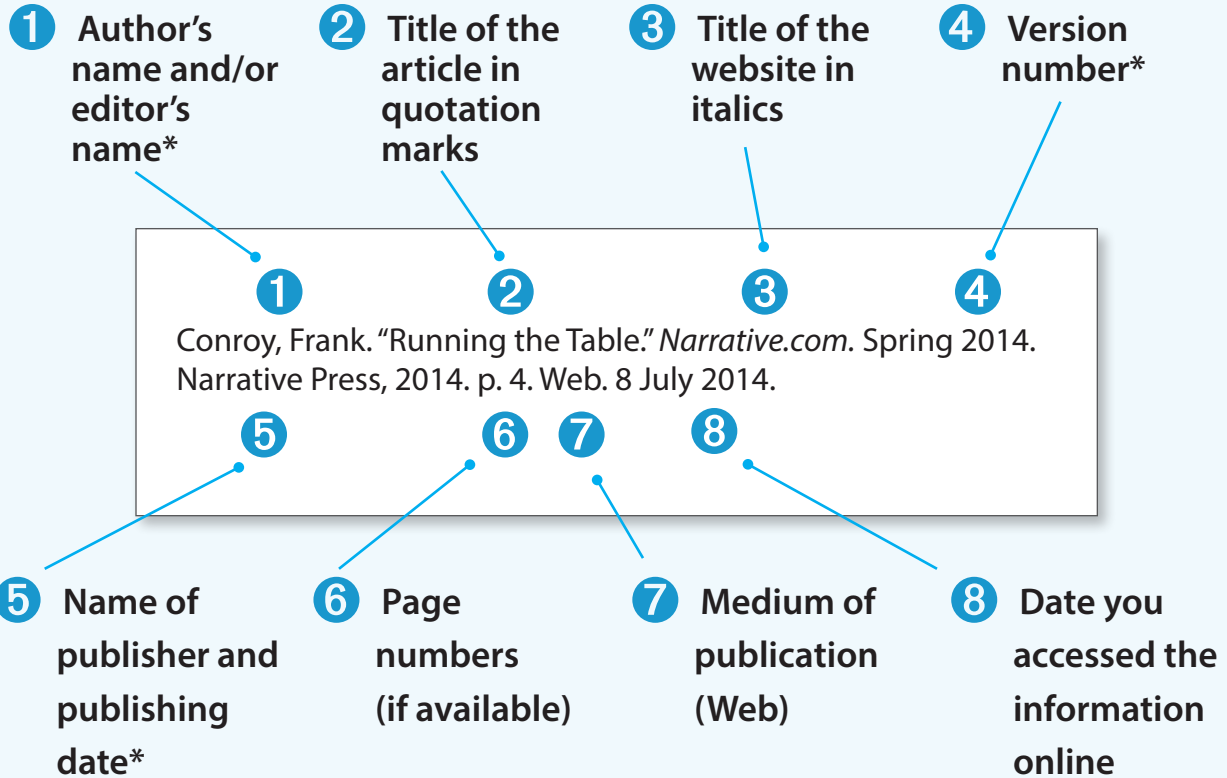 1 Author's
name and/or
editor's
name*
2 Title of the
article in
quotation
marks
3 Title of the
website in
italics
4 Version
number*
1 2 3 4
Conroy, Frank. “Running the Table.” Narrative.com. Spring 2014.
Narrative Press, 2014. p. 4. Web. 8 July 2014.
5 6 7 8
5 Name of
publisher and
publishing
date*
6 Page
numbers
(if available)
7 Medium of
publication
(Web)
8 Date you
accessed the
information
online